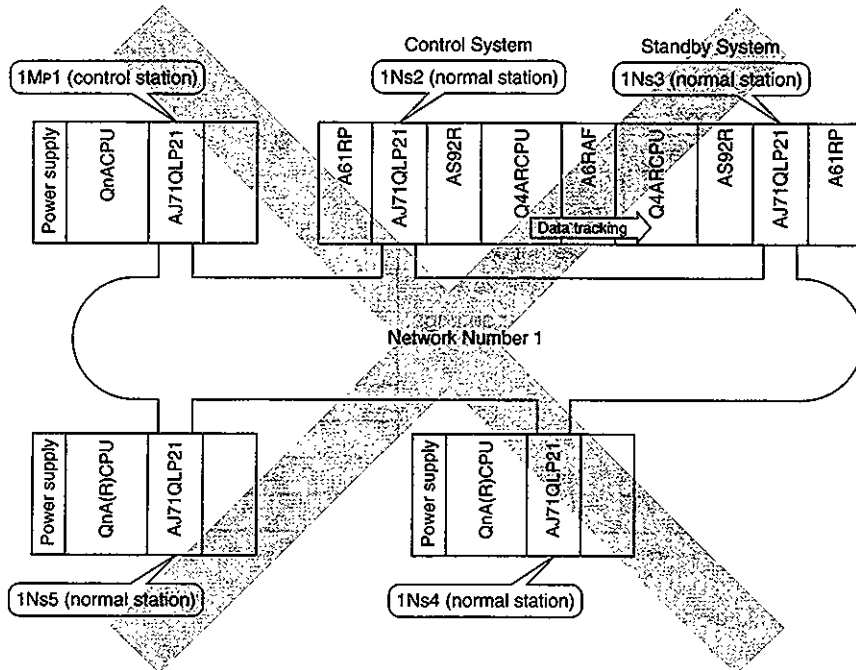 Control System
Standby System
1MP1 (control station)
1Ns2 (normal station)
1Ns3 (normal station)
Power supply
QnACPU
AJ71QLP21
A61RP
AJ71QLP21
AS92R
Q4ARCPU
A6RAF
Q4ARCPU
AS92R
AJ71QLP21
A61RP
Data tracking
Network Number 1
Power supply
QnA(R)CPU
AJ71QLP21
Power supply
QnA(R)CPU
AJ71QLP21
1Ns5 (normal station)
1Ns4 (normal station)